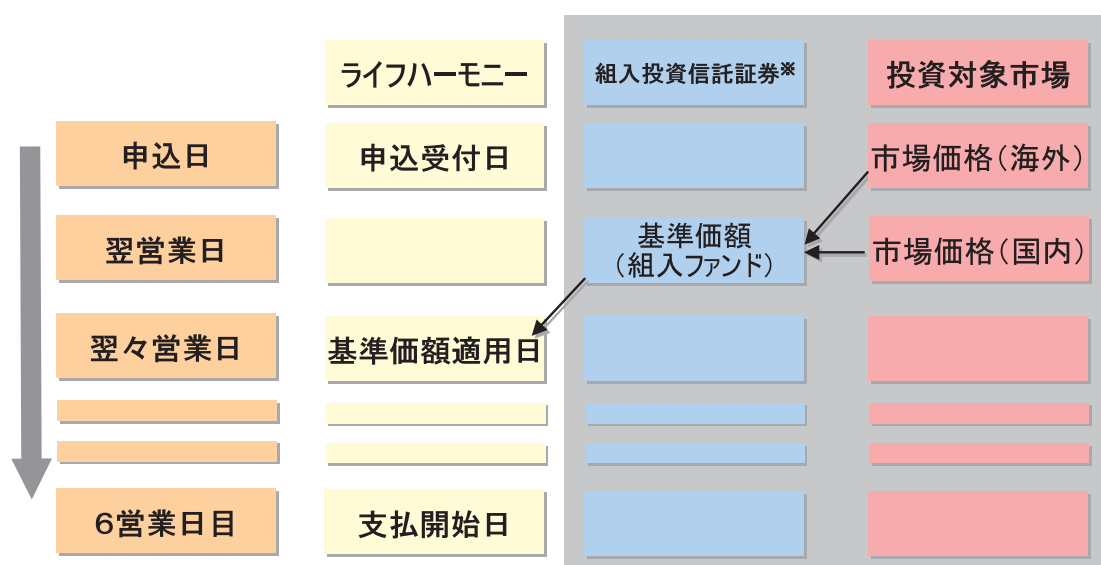 ライフハーモニー
組入投資信託証券※
投資対象市場
申込日
申込受付日
市場価格（海外）
翌営業日
基準価額
（組入ファンド）
市場価格（国内）
翌々営業日
基準価額適用日
６営業日目
支払開始日